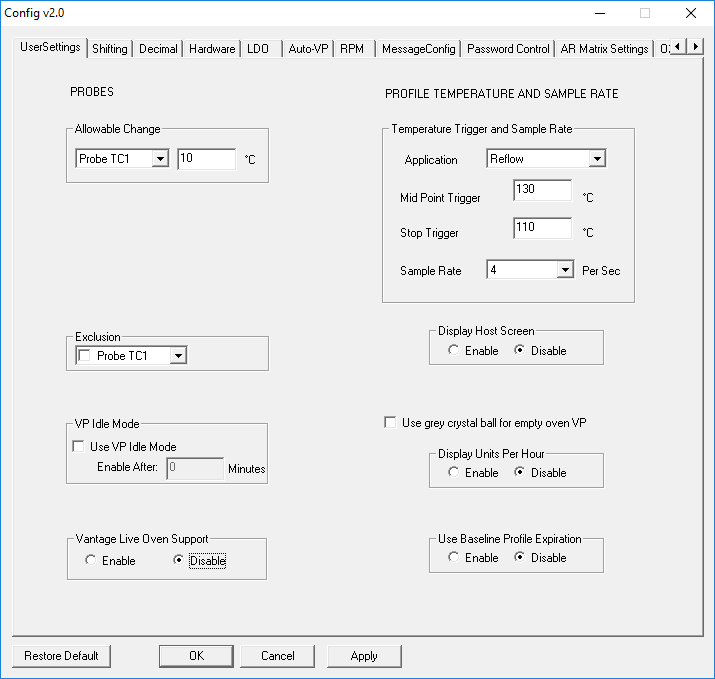 Config v2.0
UserSettings Shifting Decimal Hardware LDO Auto-VP RPM MessageConfig Password Control AR Matrix Settings
PROBES
PROFILE TEMPERATURE AND SAMPLE RATE
Allowable Change
Probe TC1 10 °C
Temperature Trigger and Sample Rate
Application Reflow
Mid Point Trigger 130 °C
Stop Trigger 110 °C
Sample Rate 4 Per Sec
Exclusion
Probe TC1
Display Host Screen
Enable Disable
VP Idle Mode
Use VP Idle Mode
Enable After: 0 Minutes
Use grey crystal ball for empty oven VP
Display Units Per Hour
Enable Disable
Vantage Live Oven Support
Enable Disable
Use Baseline Profile Expiration
Enable Disable
Restore Default OK Cancel Apply